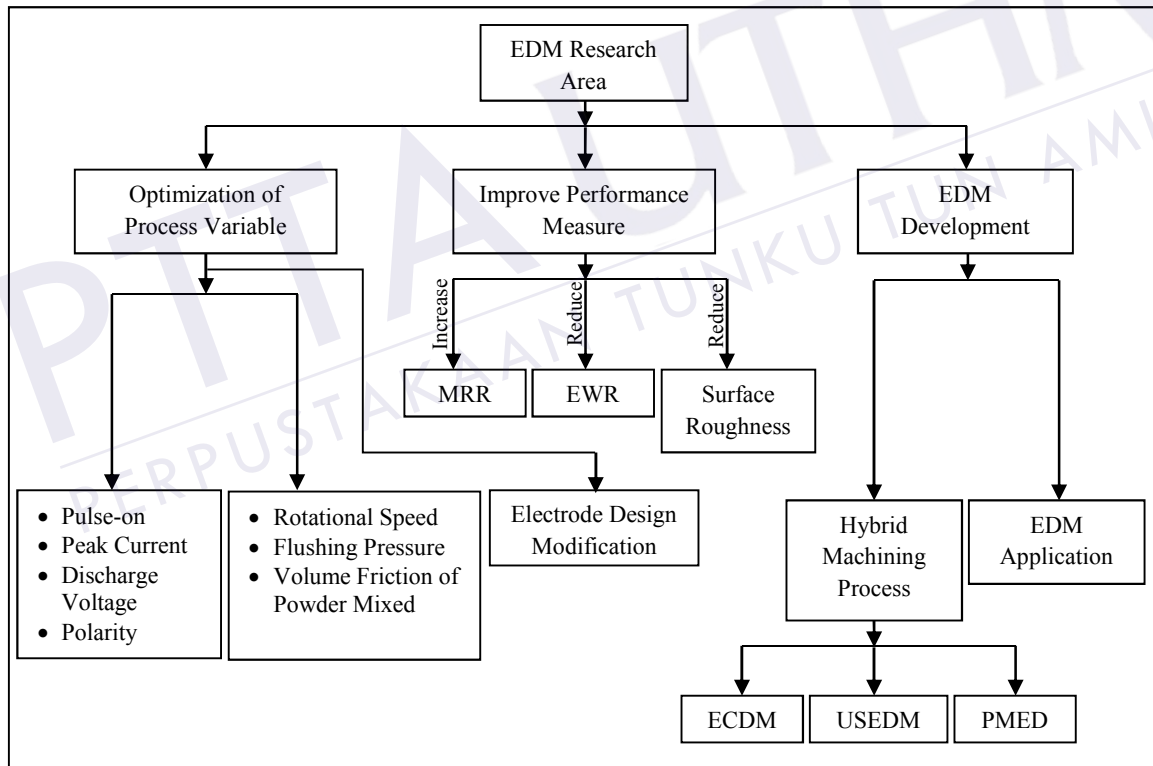 EDM Research
Area
Optimization of
Process Variable
Improve Performance
Measure
EDM
Development
Increase
Reduce
Reduce
MRR
EWR
Surface
Roughness
• Pulse-on
• Peak Current
• Discharge
Voltage
• Polarity
• Rotational Speed
• Flushing Pressure
• Volume Friction of
Powder Mixed
Electrode Design
Modification
Hybrid
Machining
Process
EDM
Application
ECDM
USEDM
PMED
PTTA UTH
PERPUSTAKAAN TUNKU TUN AMI